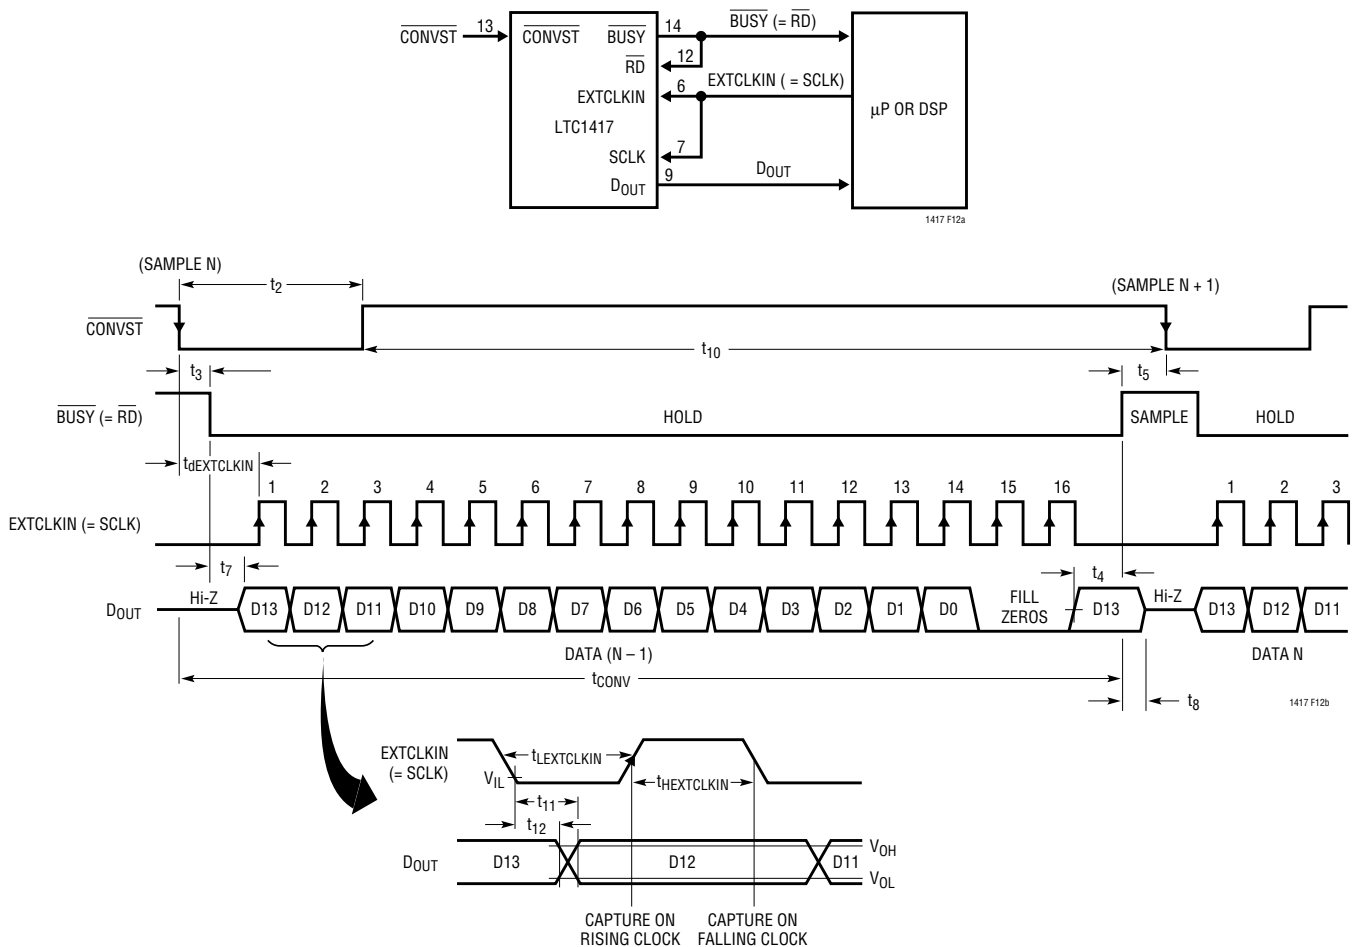 CONVST 13 CONVST BUSY 14 BUSY (= RD)
RD 12
EXTCLKIN 6 EXTCLKIN ( = SCLK)
LTC1417 µP OR DSP
SCLK 7
DOUT 9 DOUT
1417 F12a
(SAMPLE N) t2 (SAMPLE N + 1)
CONVST
t10
t3 t5
BUSY (= RD) HOLD SAMPLE HOLD
tdEXTCLKIN
1 2 3 4 5 6 7 8 9 10 11 12 13 14 15 16 1 2 3
EXTCLKIN (= SCLK)
t7 t4
DOUT Hi-Z D13 D12 D11 D10 D9 D8 D7 D6 D5 D4 D3 D2 D1 D0 FILL ZEROS D13 Hi-Z D13 D12 D11
DATA (N – 1) DATA N
tCONV
t8
1417 F12b
EXTCLKIN
(= SCLK)
tLEXTCLKIN
VIL
tHEXTCLKIN
t11
t12
DOUT D13 D12 D11 VOH
VOL
CAPTURE ON
RISING CLOCK
CAPTURE ON
FALLING CLOCK